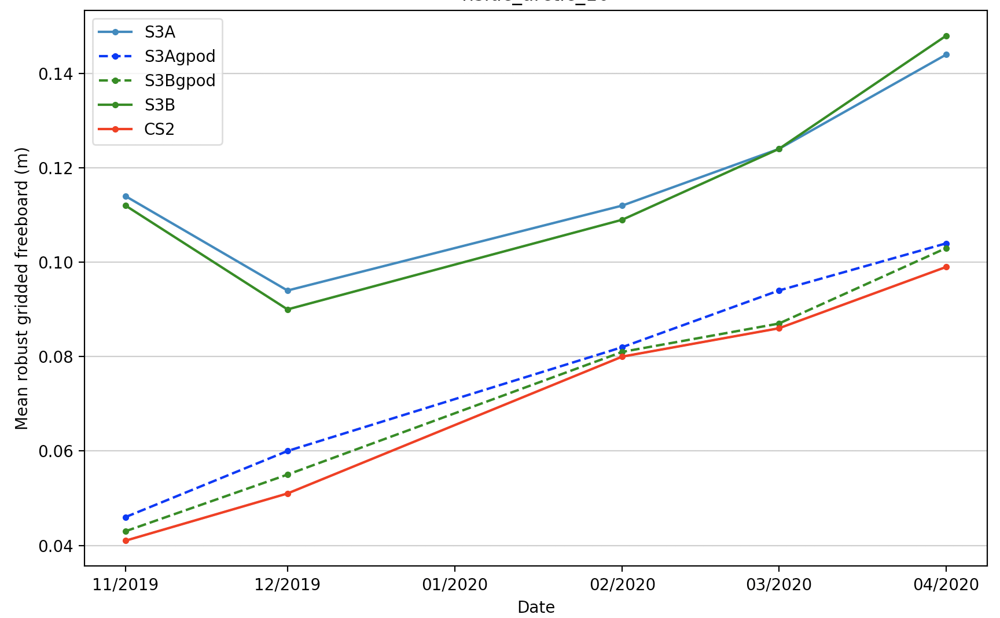 S3A
S3Agpod
S3Bgpod
S3B
CS2
Mean robust gridded freeboard (m)
0.14
0.12
0.10
0.08
0.06
0.04
11/2019 12/2019 01/2020 02/2020 03/2020 04/2020
Date